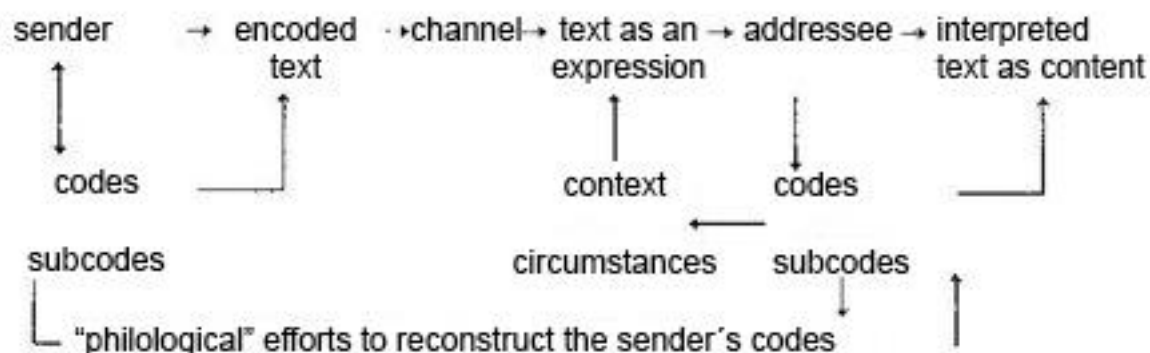 sender → encoded → channel → text as an → addressee → interpreted
text expression text as content
codes context codes
subcodes circumstances subcodes
“philological” efforts to reconstruct the sender´s codes